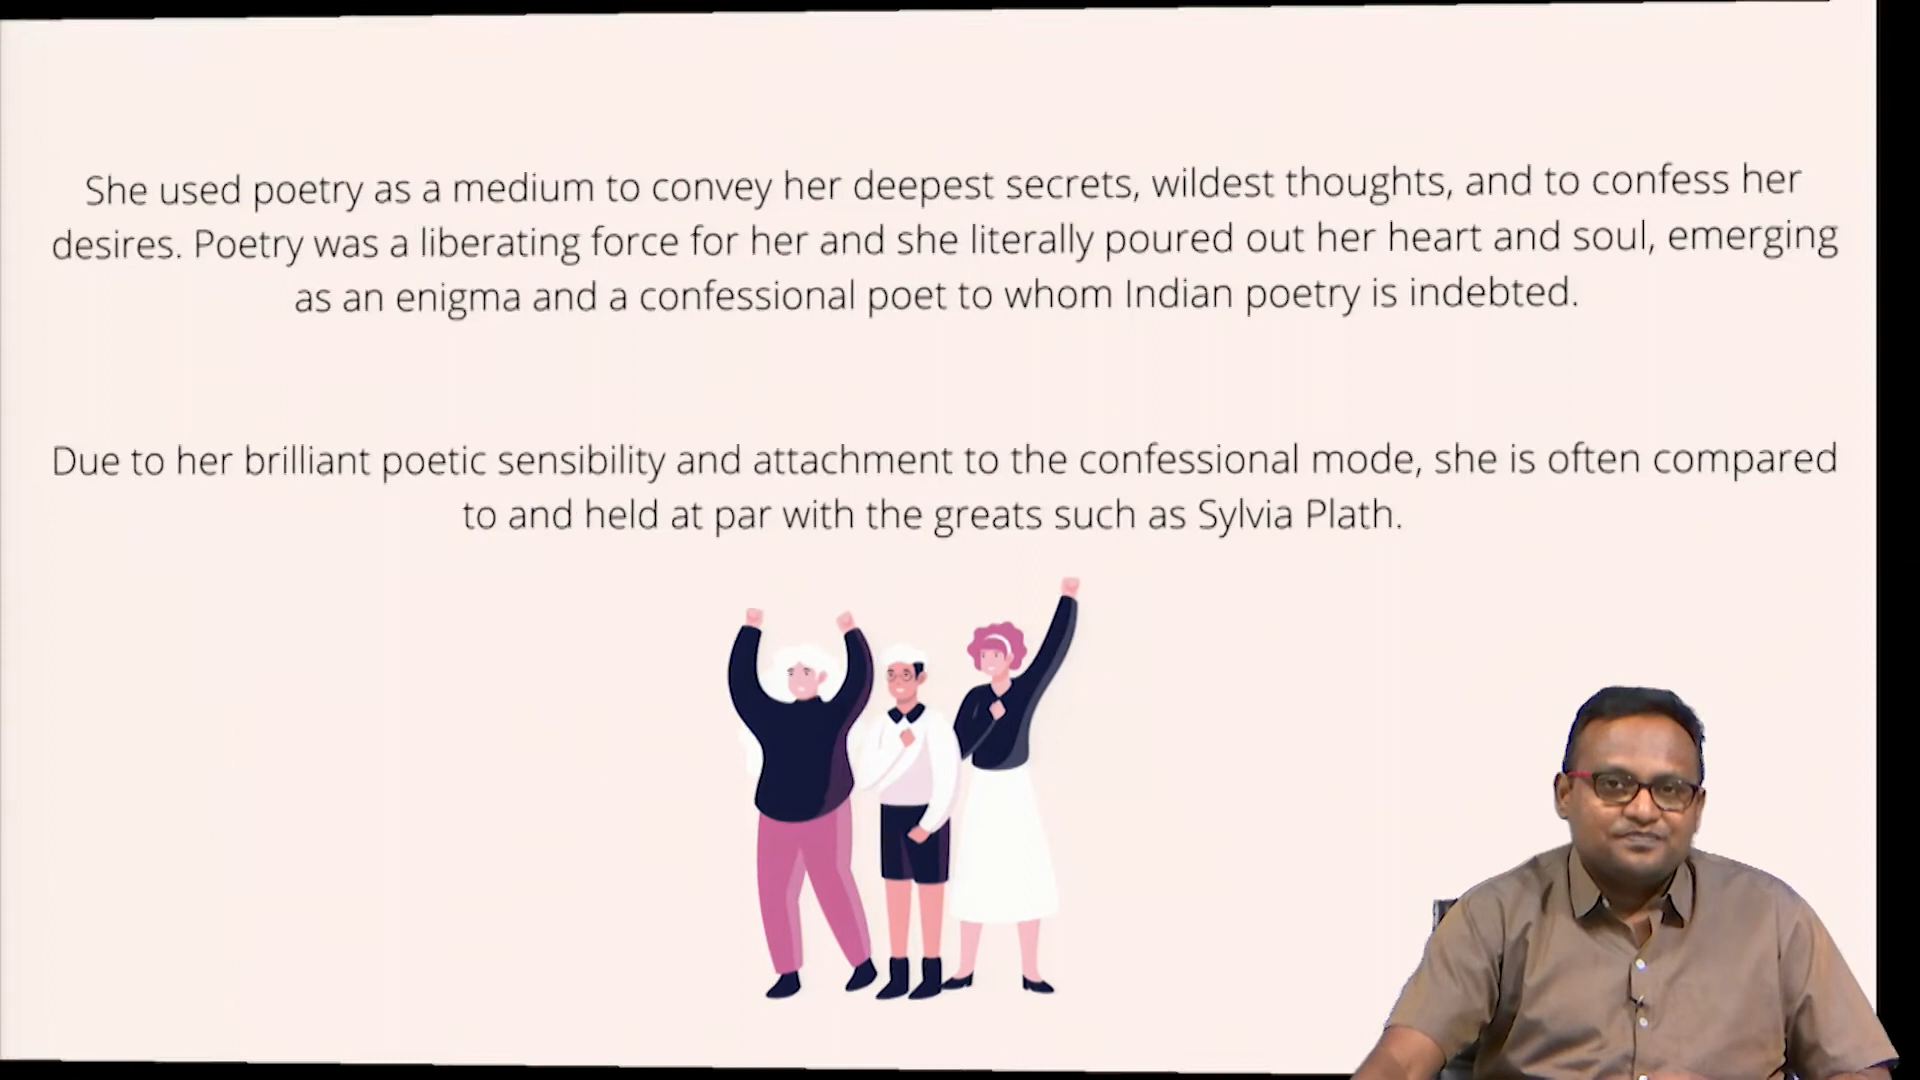 She used poetry as a medium to convey her deepest secrets, wildest thoughts, and to confess her
desires. Poetry was a liberating force for her and she literally poured out her heart and soul, emerging
as an enigma and a confessional poet to whom Indian poetry is indebted.
Due to her brilliant poetic sensibility and attachment to the confessional mode, she is often compared
to and held at par with the greats such as Sylvia Plath.